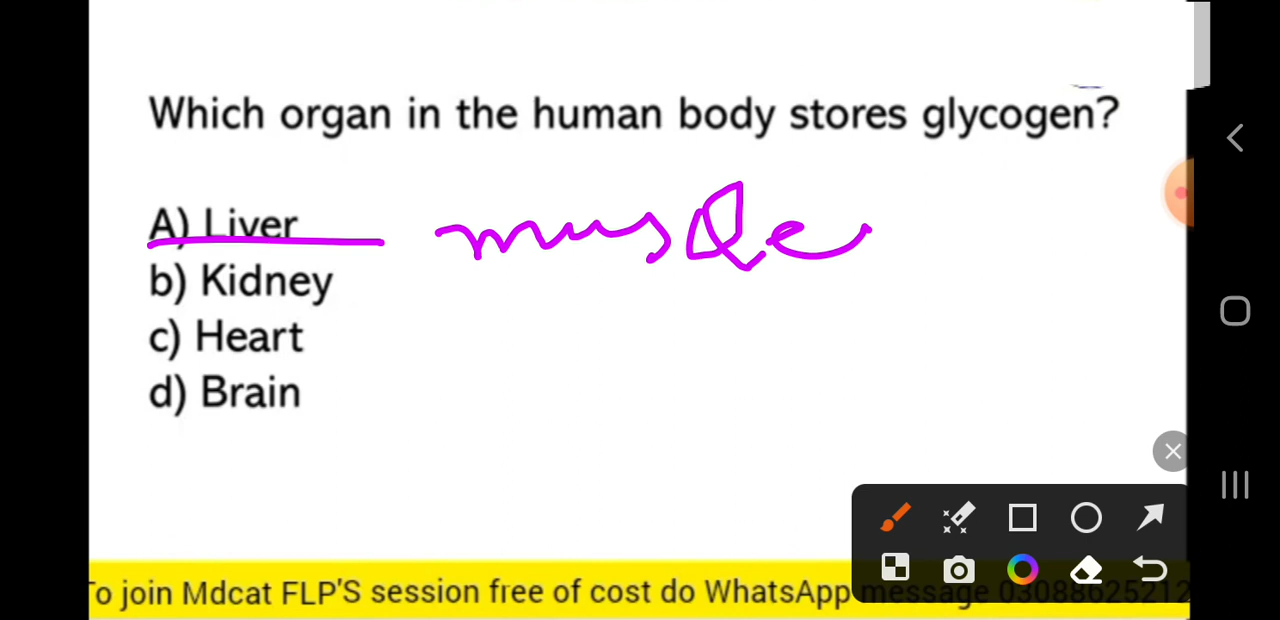 Which organ in the human body stores glycogen?
A) Liver muscle
b) Kidney
c) Heart
d) Brain
To join Mdcat FLP'S session free of cost do WhatsApp message 03088625212